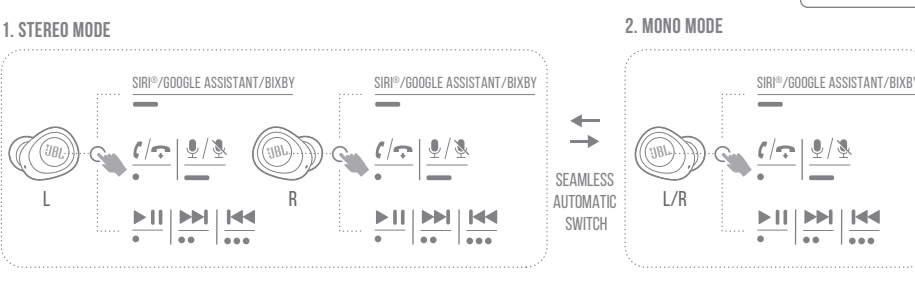 1. STEREO MODE
2. MONO MODE
SIRI®/GOOGLE ASSISTANT/BIXBY
SIRI®/GOOGLE ASSISTANT/BIXBY
SIRI®/GOOGLE ASSISTANT/BIXBY
JBL
JBL
JBL
L
R
L/R
SEAMLESS
AUTOMATIC
SWITCH